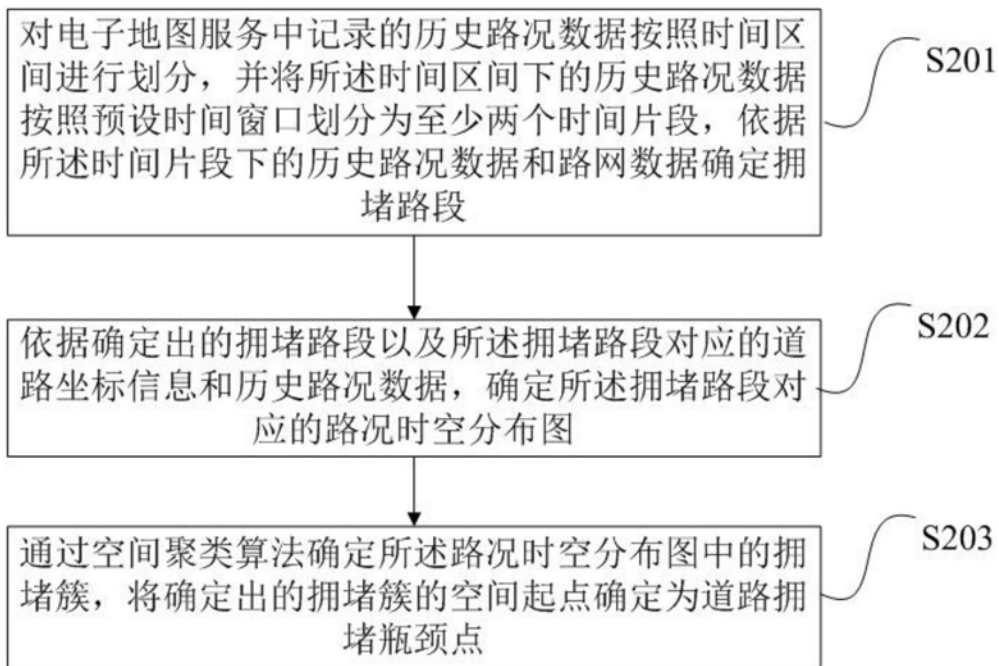 对电子地图服务中记录的历史路况数据按照时间区
间进行划分，并将所述时间区间下的历史路况数据
按照预设时间窗口划分为至少两个时间片段，依据
所述时间片段下的历史路况数据和路网数据确定拥
堵路段
S201
依据确定出的拥堵路段以及所述拥堵路段对应的道
路坐标信息和历史路况数据，确定所述拥堵路段对
应的路况时空分布图
S202
通过空间聚类算法确定所述路况时空分布图中的拥
堵簇，将确定出的拥堵簇的空间起点确定为道路拥
堵瓶颈点
S203